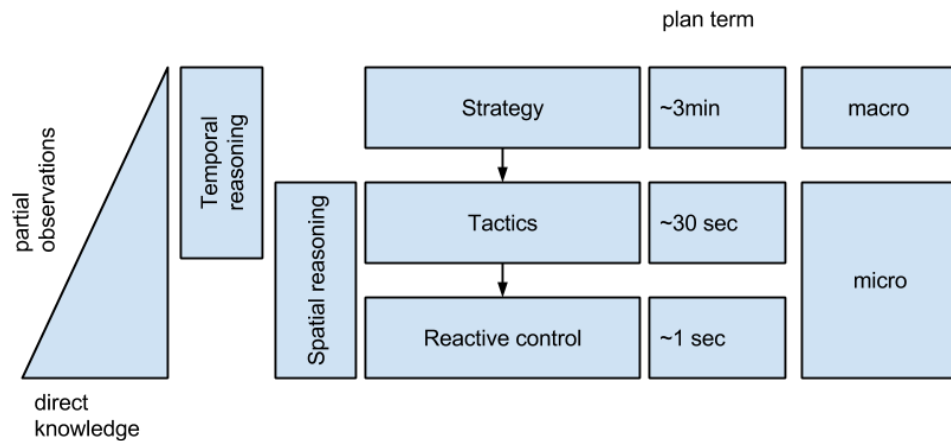 plan term
partial
observations
direct
knowledge
Temporal
reasoning
Spatial reasoning
Strategy
~3min
macro
Tactics
~30 sec
micro
Reactive control
~1 sec